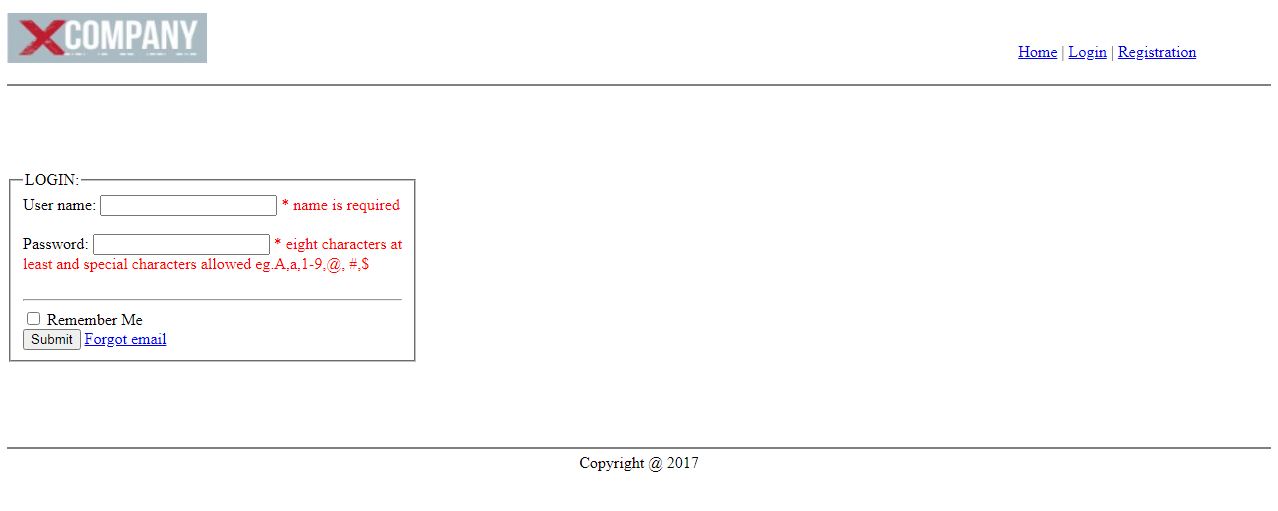 XCOMPANY
Home | Login | Registration
LOGIN:
User name: * name is required
Password: * eight characters at
least and special characters allowed eg.A,a,1-9,@, #,$
Remember Me
Submit Forgot email
Copyright @ 2017